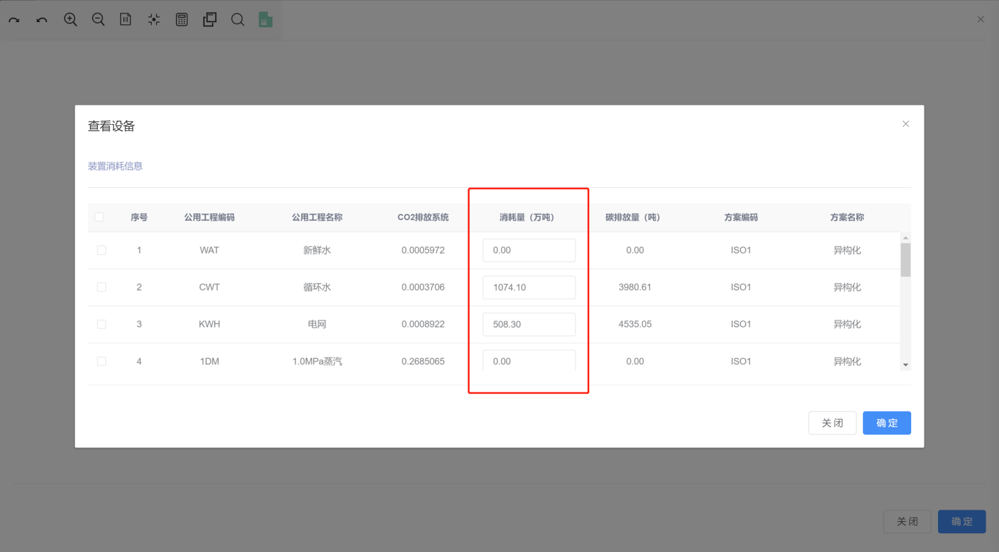 查看设备
装置消耗信息
序号 公用工程编码 公用工程名称 CO2排放系统 消耗量（万吨） 碳排放量（吨） 方案编码 方案名称
1 WAT 新鲜水 0.0005972 0.00 0.00 ISO1 异构化
2 CWT 循环水 0.0003706 1074.10 3980.61 ISO1 异构化
3 KWH 电网 0.0008922 508.30 4535.05 ISO1 异构化
4 1DM 1.0MPa蒸汽 0.2685065 0.00 0.00 ISO1 异构化
关闭 确定
关闭 确定